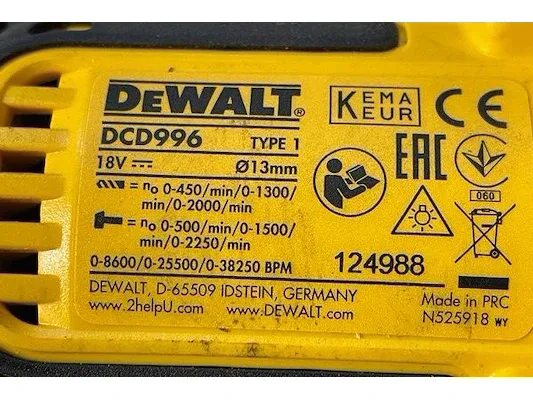 DEWALT®
DCD996 TYPE 1
18V ⎓ Ø13mm
= n₀ 0-450/min/0-1300/
min/0-2000/min
= n₀ 0-500/min/0-1500/
min/0-2250/min
0-8600/0-25500/0-38250 BPM
DEWALT, D-65509 IDSTEIN, GERMANY
www.2helpU.com www.DEWALT.com
KEMA
KEUR
CE
EAC
060
124988
Made in PRC
N525918 WY